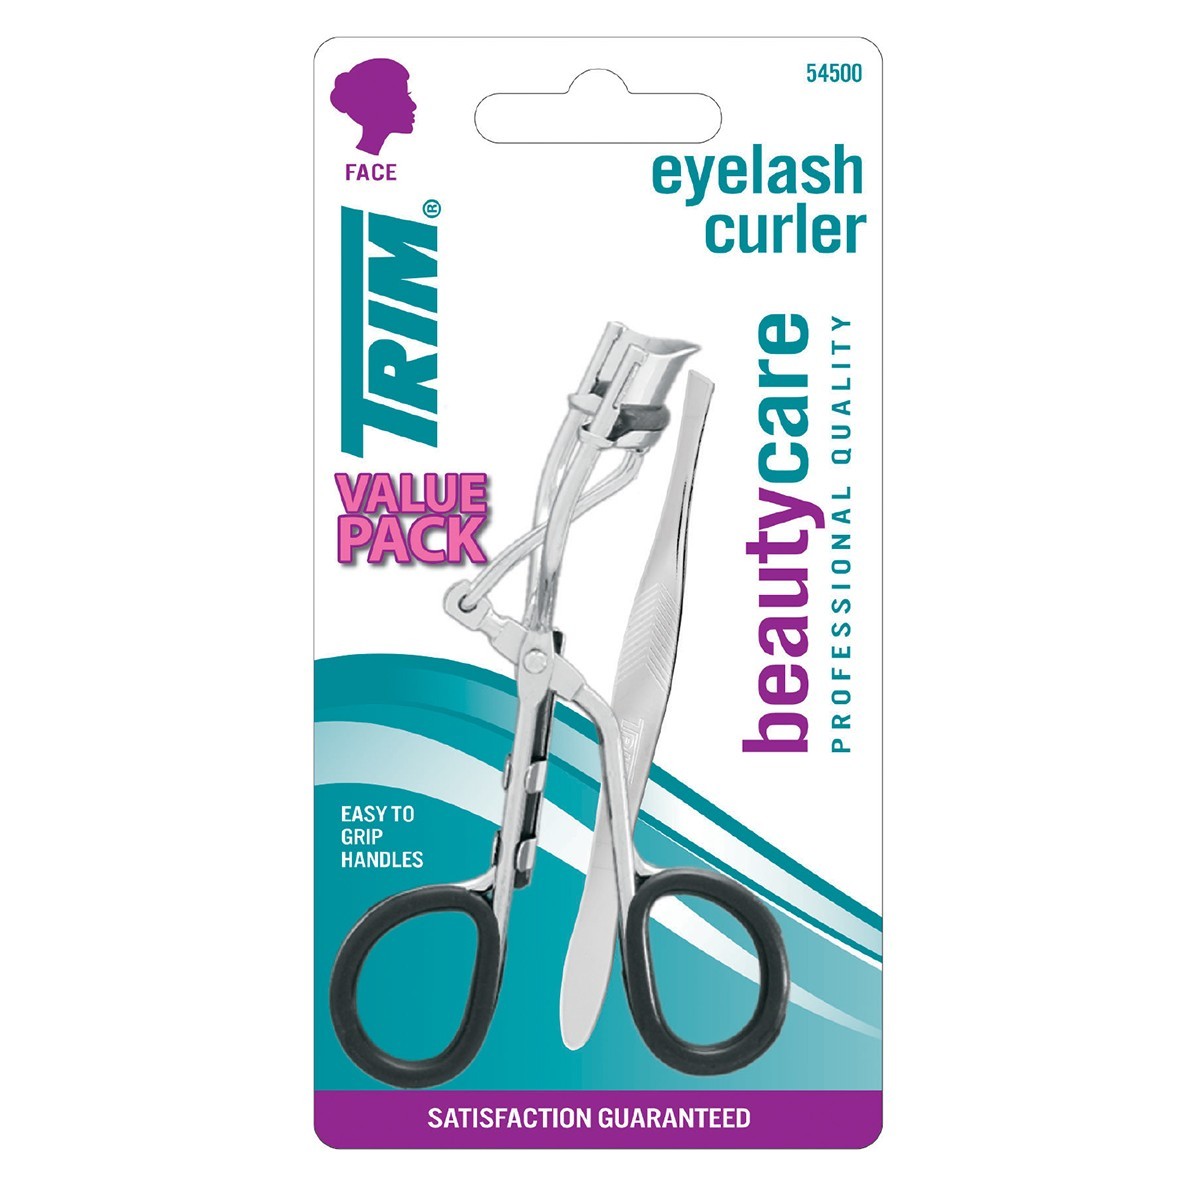 54500
FACE
eyelash
curler
TRIM®
beautycare
PROFESSIONAL QUALITY
VALUE
PACK
TRIM
EASY TO
GRIP
HANDLES
SATISFACTION GUARANTEED